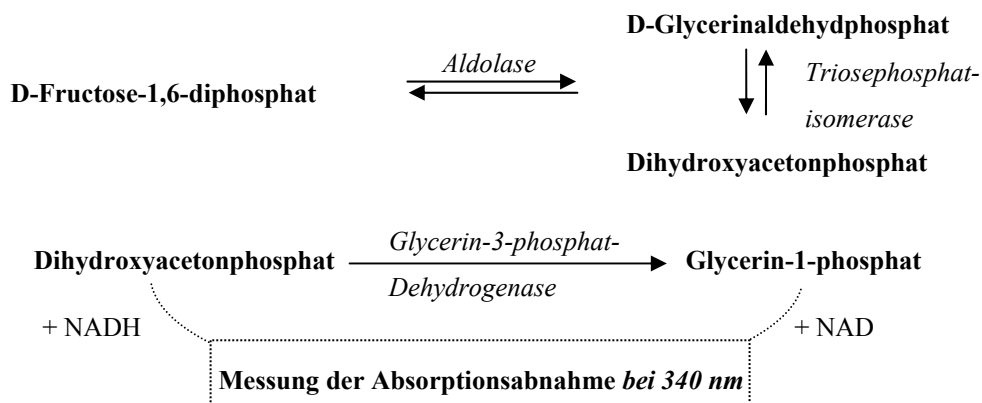 D-Glycerinaldehydphosphat
Aldolase
Triosephosphat-
D-Fructose-1,6-diphosphat
isomerase
Dihydroxyacetonphosphat
Glycerin-3-phosphat-
Dihydroxyacetonphosphat
Glycerin-1-phosphat
Dehydrogenase
+ NADH
+ NAD
Messung der Absorptionsabnahme bei 340 nm